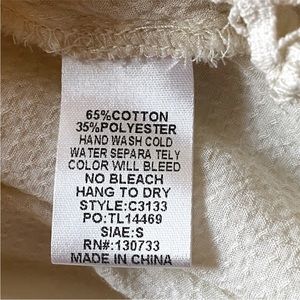 65%COTTON
35%POLYESTER
HAND WASH COLD
WATER SEPARA TELY
COLOR WILL BLEED
NO BLEACH
HANG TO DRY
STYLE:C3133
PO:TL14469
SIAE:S
RN#:130733
MADE IN CHINA